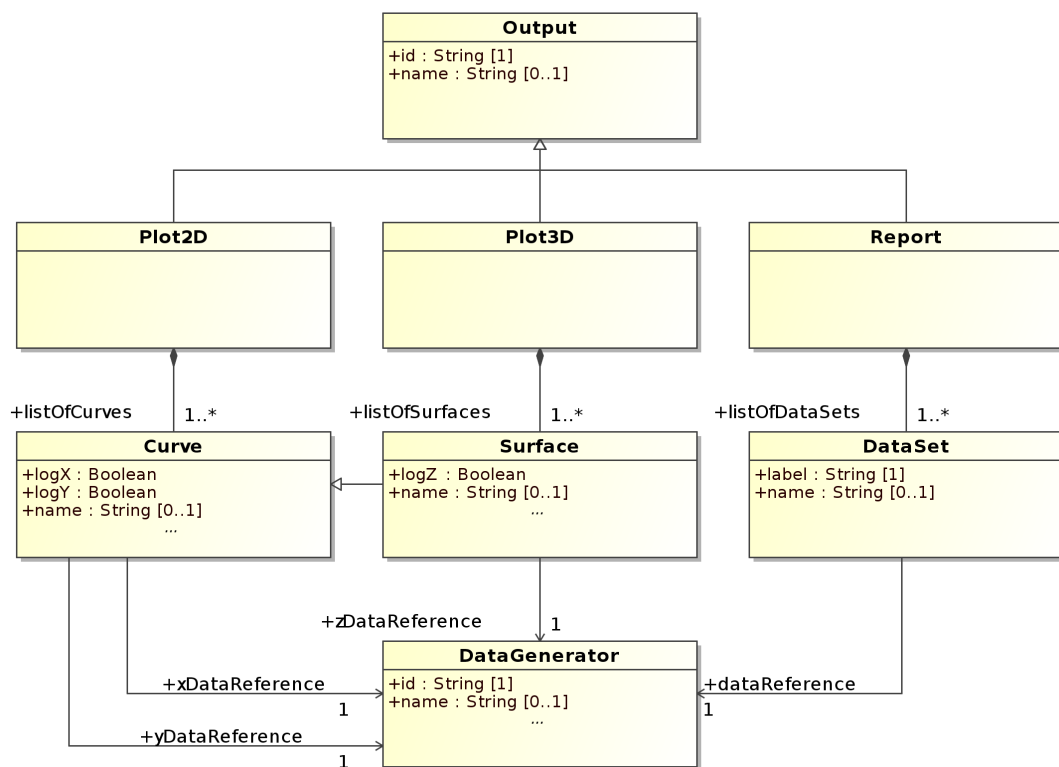 Output
+id : String [1]
+name : String [0..1]
Plot2D
Plot3D
Report
+listOfCurves
1..*
+listOfSurfaces
1..*
+listOfDataSets
1..*
Curve
+logX : Boolean
+logY : Boolean
+name : String [0..1]
...
Surface
+logZ : Boolean
+name : String [0..1]
...
DataSet
+label : String [1]
+name : String [0..1]
+zDataReference
1
DataGenerator
+id : String [1]
+name : String [0..1]
...
+xDataReference
1
+dataReference
1
+yDataReference
1